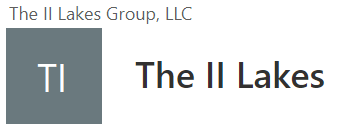 The II Lakes Group, LLC
TI
The II Lakes